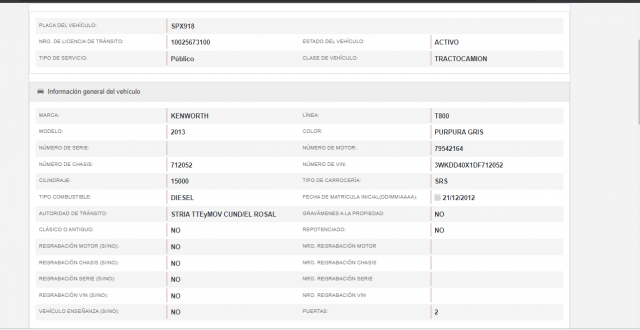 PLACA DEL VEHÍCULO: SPX918
NRO. DE LICENCIA DE TRÁNSITO: 10025673100 ESTADO DEL VEHÍCULO: ACTIVO
TIPO DE SERVICIO: Público CLASE DE VEHÍCULO: TRACTOCAMION
Información general del vehículo
MARCA: KENWORTH LÍNEA: T800
MODELO: 2013 COLOR: PURPURA GRIS
NÚMERO DE SERIE: NÚMERO DE MOTOR: 79542164
NÚMERO DE CHASIS: 712052 NÚMERO DE VIN: 3WKDD40X1DF712052
CILINDRAJE: 15000 TIPO DE CARROCERÍA: SRS
TIPO COMBUSTIBLE: DIESEL FECHA DE MATRICULA INICIAL(DD/MM/AAAA): 21/12/2012
AUTORIDAD DE TRÁNSITO: STRIA TTEyMOV CUND/EL ROSAL GRAVÁMENES A LA PROPIEDAD: NO
CLÁSICO O ANTIGUO: NO REPOTENCIADO: NO
REGRABACIÓN MOTOR (SI/NO): NO NRO. REGRABACIÓN MOTOR
REGRABACIÓN CHASIS (SI/NO): NO NRO. REGRABACIÓN CHASIS
REGRABACIÓN SERIE (SI/NO): NO NRO. REGRABACIÓN SERIE
REGRABACIÓN VIN (SI/NO): NO NRO. REGRABACIÓN VIN
VEHÍCULO ENSEÑANZA (SI/NO): NO PUERTAS: 2